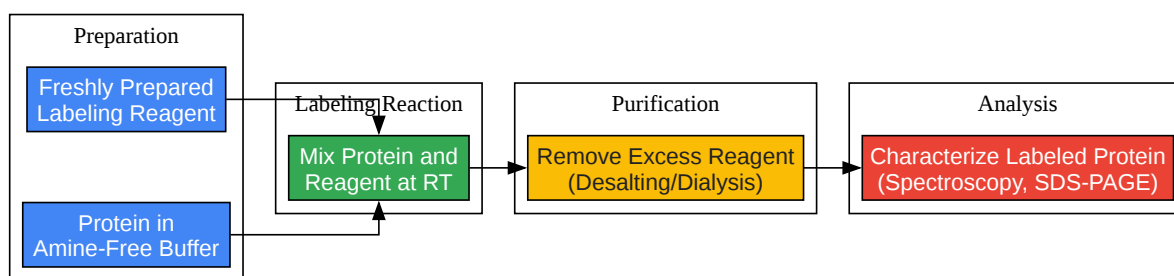 Preparation
Freshly Prepared
Labeling Reagent
Protein in
Amine-Free Buffer
Labeling Reaction
Mix Protein and
Reagent at RT
Purification
Remove Excess Reagent
(Desalting/Dialysis)
Analysis
Characterize Labeled Protein
(Spectroscopy, SDS-PAGE)